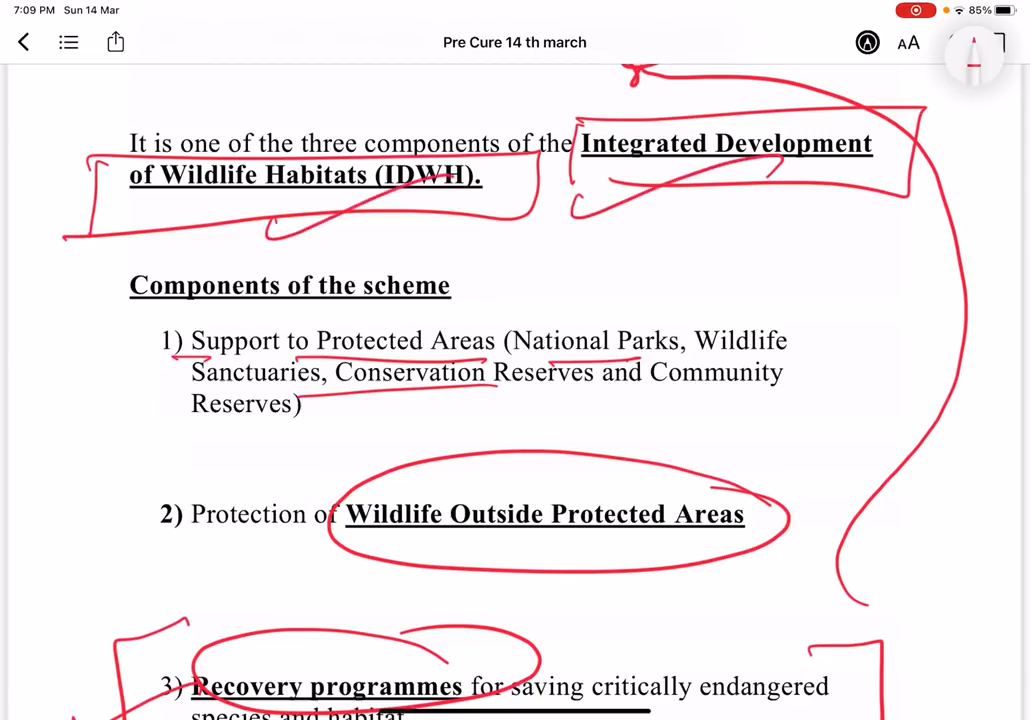 7:09 PM Sun 14 Mar
85%
Pre Cure 14 th march
AA
It is one of the three components of the Integrated Development
of Wildlife Habitats (IDWH).
Components of the scheme
1) Support to Protected Areas (National Parks, Wildlife
Sanctuaries, Conservation Reserves and Community
Reserves)
2) Protection of Wildlife Outside Protected Areas
3) Recovery programmes for saving critically endangered
species and habitat